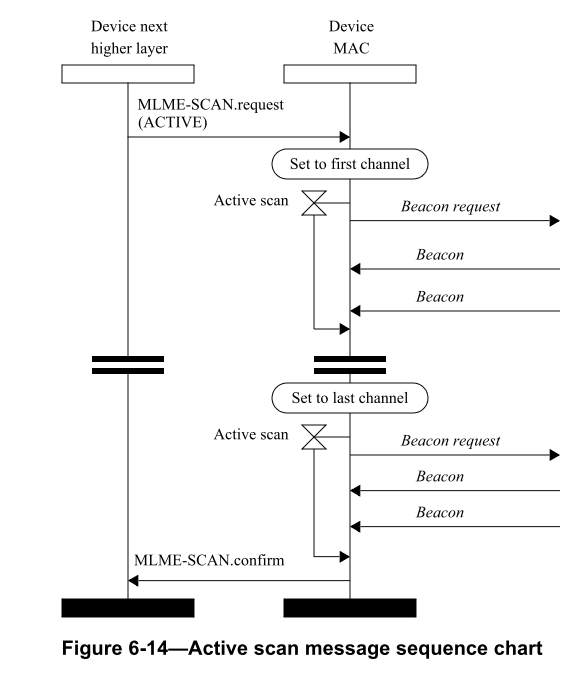 Device next
higher layer
Device
MAC
MLME-SCAN.request
(ACTIVE)
Set to first channel
Active scan
Beacon request
Beacon
Beacon
Set to last channel
Active scan
Beacon request
Beacon
Beacon
MLME-SCAN.confirm
Figure 6-14—Active scan message sequence chart